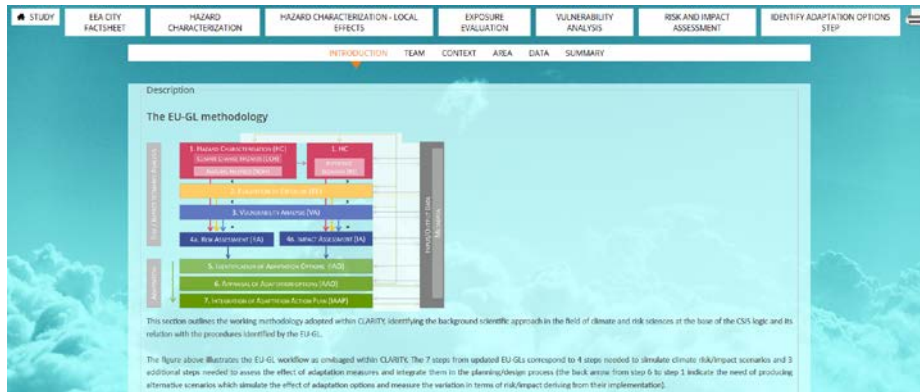 STUDY
EEA CITY
FACTSHEET
HAZARD
CHARACTERIZATION
HAZARD CHARACTERIZATION - LOCAL
EFFECTS
EXPOSURE
EVALUATION
VULNERABILITY
ANALYSIS
RISK AND IMPACT
ASSESSMENT
IDENTIFY ADAPTATION OPTIONS
STEP
INTRODUCTION TEAM CONTEXT AREA DATA SUMMARY
Description
The EU-GL methodology
1. HAZARD CHARACTERISATION (HC)
1. HC
3. VULNERABILITY ANALYSIS (VA)
4A. RISK ASSESSMENT (RA)
4B. IMPACT ASSESSMENT (IA)
5. IDENTIFICATION OF ADAPTATION OPTIONS (IAO)
6. APPRAISAL OF ADAPTATION OPTIONS (AAO)
7. INTEGRATION OF ADAPTATION ACTION PLAN (IAAP)
This section outlines the working methodology adopted within CLARITY, identifying the background scientific approach in the field of climate and risk sciences at the base of the CSIS logic and its
relation with the procedures identified by the EU-GL.
The figure above illustrates the EU-GL workflow as envisaged within CLARITY. The 7 steps from updated EU-GLs correspond to 4 steps needed to simulate climate risk/impact scenarios and 3
additional steps needed to assess the effect of adaptation measures and integrate them in the planning/design process (the back arrow from step 6 to step 1 indicate the need of producing
alternative scenarios which simulate the effect of adaptation options and measure the variation in terms of risk/impact deriving from their implementation).